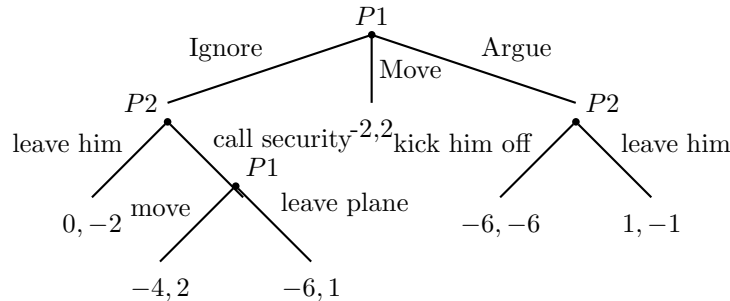 P1
Ignore
Move
Argue
P2
P2
leave him
call security
-2,2
kick him off
leave him
P1
move
leave plane
0, −2
−6, −6
1, −1
−4, 2
−6, 1